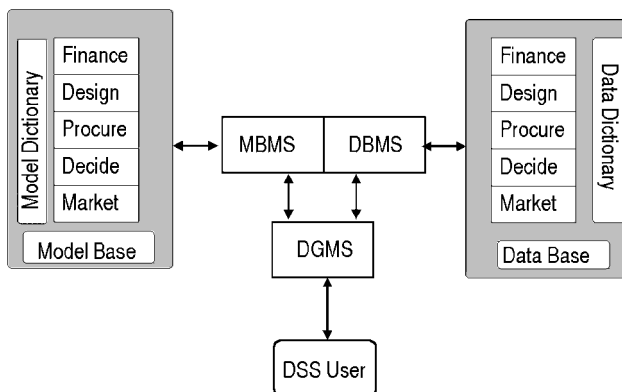 Model Dictionary
Finance
Design
Procure
Decide
Market
Model Base
MBMS
DBMS
DGMS
DSS User
Finance
Design
Procure
Decide
Market
Data Dictionary
Data Base